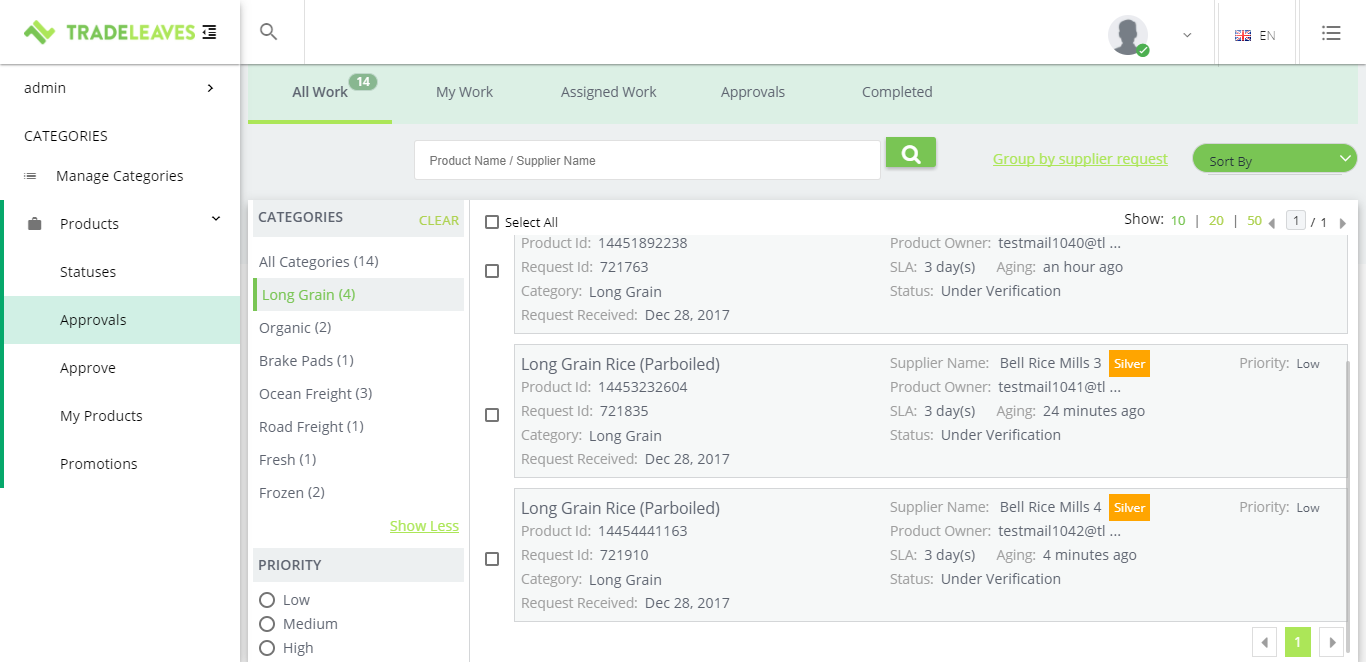 TRADELEAVES
EN
admin
CATEGORIES
Manage Categories
Products
Statuses
Approvals
Approve
My Products
Promotions
All Work 14
My Work
Assigned Work
Approvals
Completed
Product Name / Supplier Name
Group by supplier request
Sort By
CATEGORIES
CLEAR
All Categories (14)
Long Grain (4)
Organic (2)
Brake Pads (1)
Ocean Freight (3)
Road Freight (1)
Fresh (1)
Frozen (2)
Show Less
PRIORITY
Low
Medium
High
Select All
Show: 10 | 20 | 50 1 / 1
Product Id: 14451892238
Request Id: 721763
Category: Long Grain
Request Received: Dec 28, 2017
Product Owner: testmail1040@tl ...
SLA: 3 day(s) Aging: an hour ago
Status: Under Verification
Long Grain Rice (Parboiled)
Product Id: 14453232604
Request Id: 721835
Category: Long Grain
Request Received: Dec 28, 2017
Supplier Name: Bell Rice Mills 3 Silver
Product Owner: testmail1041@tl ...
SLA: 3 day(s) Aging: 24 minutes ago
Status: Under Verification
Priority: Low
Long Grain Rice (Parboiled)
Product Id: 14454441163
Request Id: 721910
Category: Long Grain
Request Received: Dec 28, 2017
Supplier Name: Bell Rice Mills 4 Silver
Product Owner: testmail1042@tl ...
SLA: 3 day(s) Aging: 4 minutes ago
Status: Under Verification
Priority: Low
1